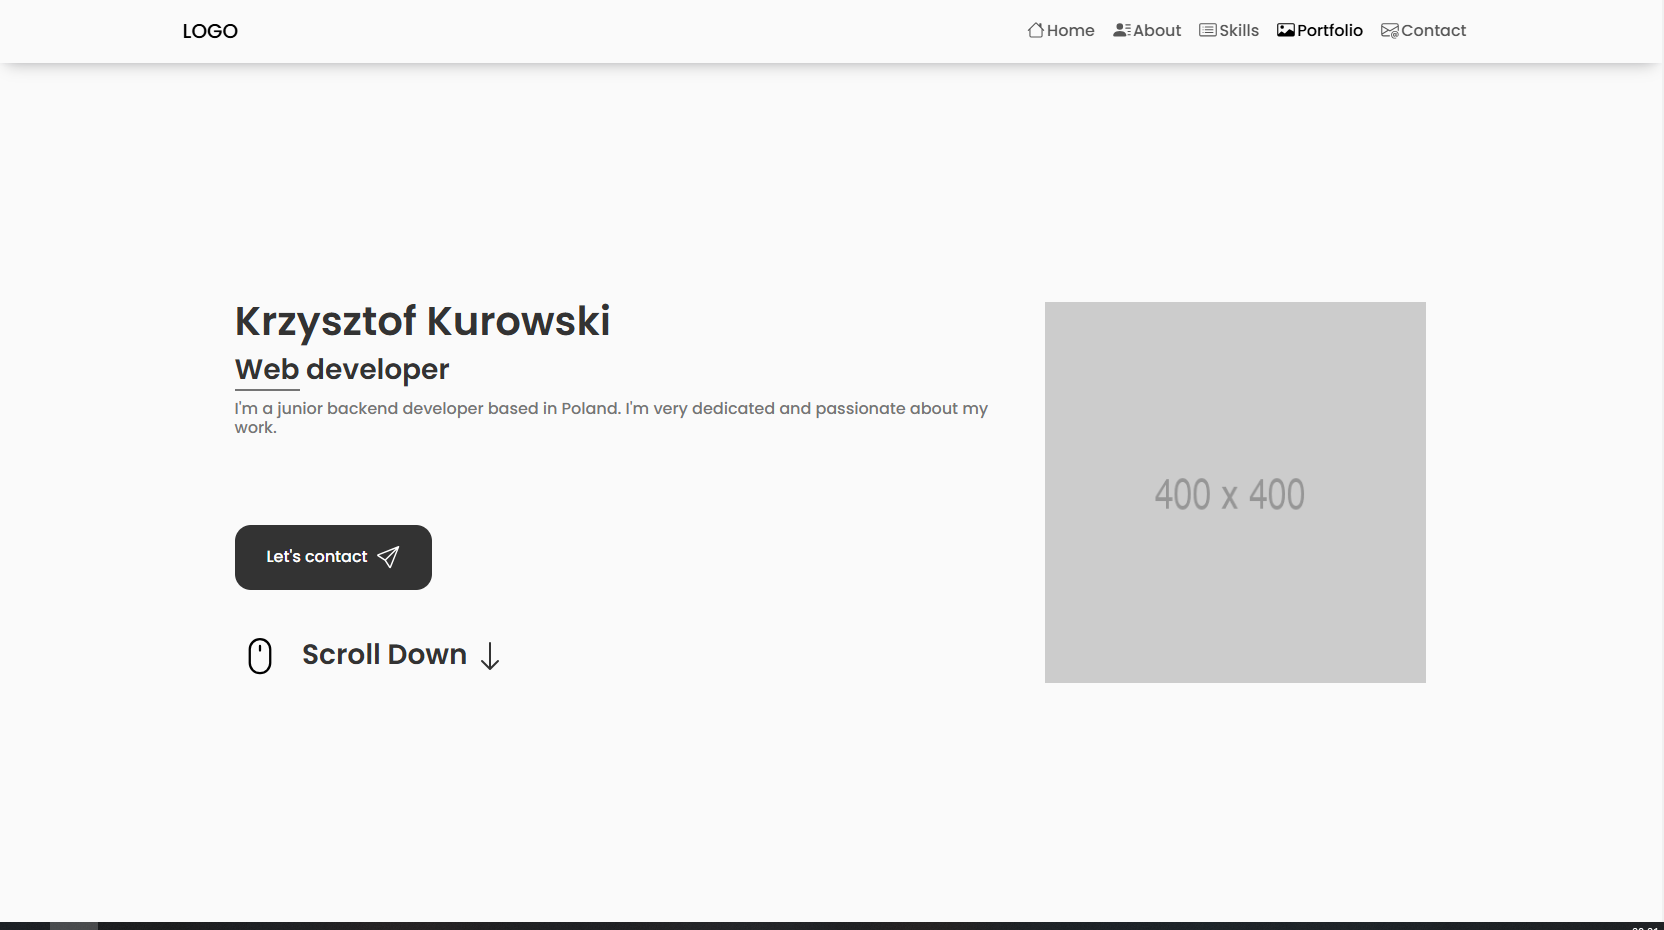 LOGO
Home About Skills Portfolio Contact
Krzysztof Kurowski
Web developer
I'm a junior backend developer based in Poland. I'm very dedicated and passionate about my
work.
400 x 400
Let's contact
Scroll Down